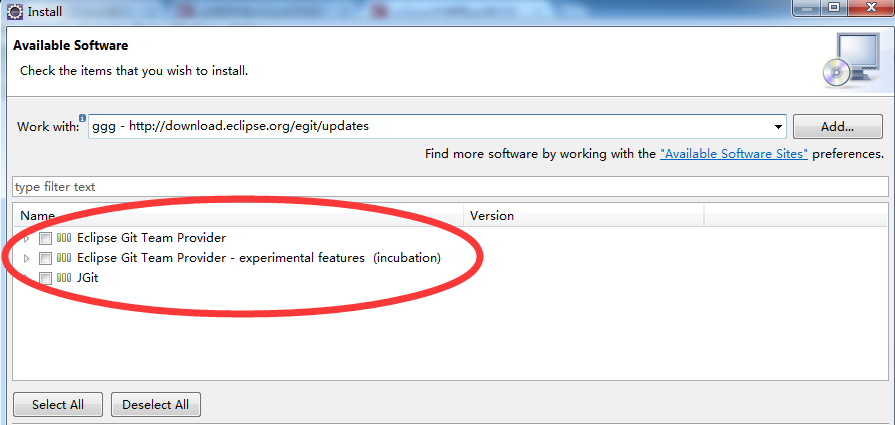 Install
Available Software
Check the items that you wish to install.
Work with: ggg - http://download.eclipse.org/egit/updates Add...
Find more software by working with the "Available Software Sites" preferences.
type filter text
Name Version
Eclipse Git Team Provider
Eclipse Git Team Provider - experimental features (incubation)
JGit
Select All Deselect All